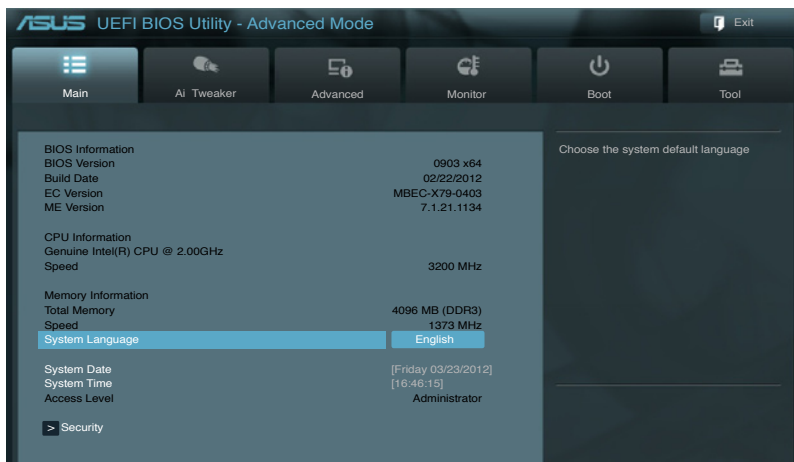 ASUS UEFI BIOS Utility - Advanced Mode Exit
Main Ai Tweaker Advanced Monitor Boot Tool
Choose the system default language
BIOS Information
BIOS Version 0903 x64
Build Date 02/22/2012
EC Version MBEC-X79-0403
ME Version 7.1.21.1134
CPU Information
Genuine Intel(R) CPU @ 2.00GHz
Speed 3200 MHz
Memory Information
Total Memory 4096 MB (DDR3)
Speed 1373 MHz
System Language English
System Date [Friday 03/23/2012]
System Time [16:46:15]
Access Level Administrator
> Security